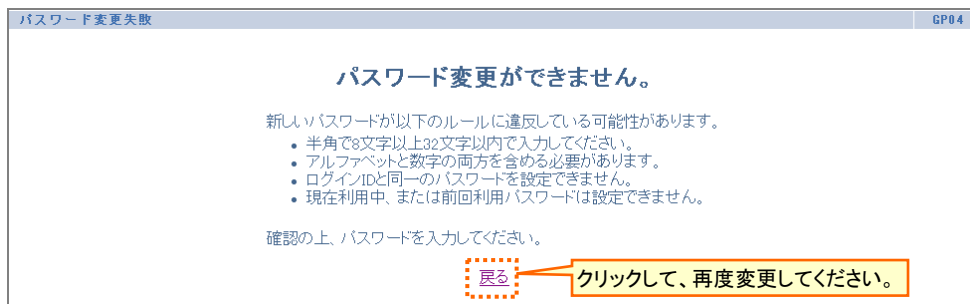 パスワード変更失敗 GP04
パスワード変更ができません。
新しいパスワードが以下のルールに違反している可能性があります。
• 半角で8文字以上32文字以内で入力してください。
• アルファベットと数字の両方を含める必要があります。
• ログインIDと同一のパスワードを設定できません。
• 現在利用中、または前回利用パスワードは設定できません。
確認の上、パスワードを入力してください。
戻る クリックして、再度変更してください。